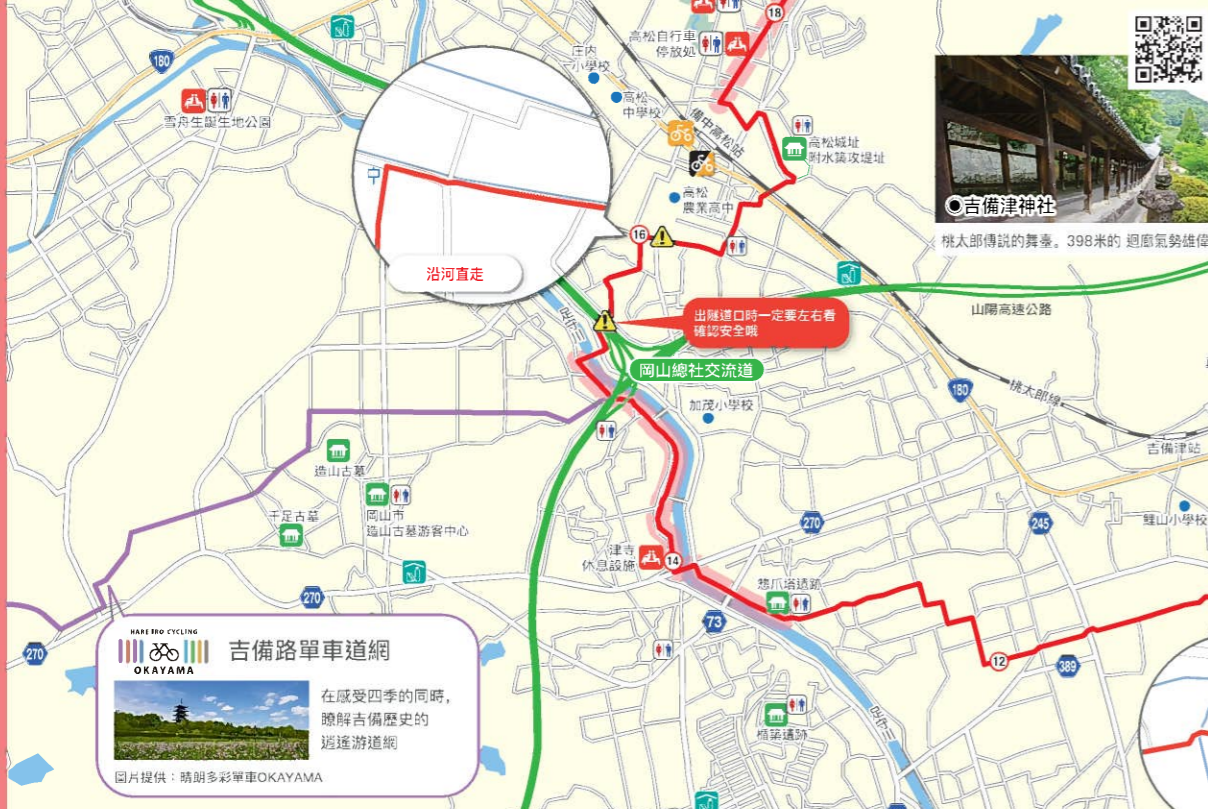 18
高松自行車
停放処
庄内
小學校
180
高松
中學校
雪舟生誕生地公園
備中高松站
高松城址
附水築攻堤址
高松
農業高中
吉備津神社
桃太郎傳説的舞臺。398米的 迴廊氣勢雄偉
16
沿河直走
山陽高速公路
出隧道口時一定要左右看
確認安全哦
岡山總社交流道
180
桃太郎線
加茂小學校
吉備津站
造山古墓
岡山市
造山古墓游客中心
千足古墓
270
245
鯉山小學校
津寺
休息設施
14
惣爪塔遺跡
270
73
270
12
389
HARE IRO CYCLING
OKAYAMA
吉備路單車道網
在感受四季的同時，
瞭解吉備歷史的
逍遙游道網
圖片提供：晴朗多彩單車OKAYAMA
楯築遺跡